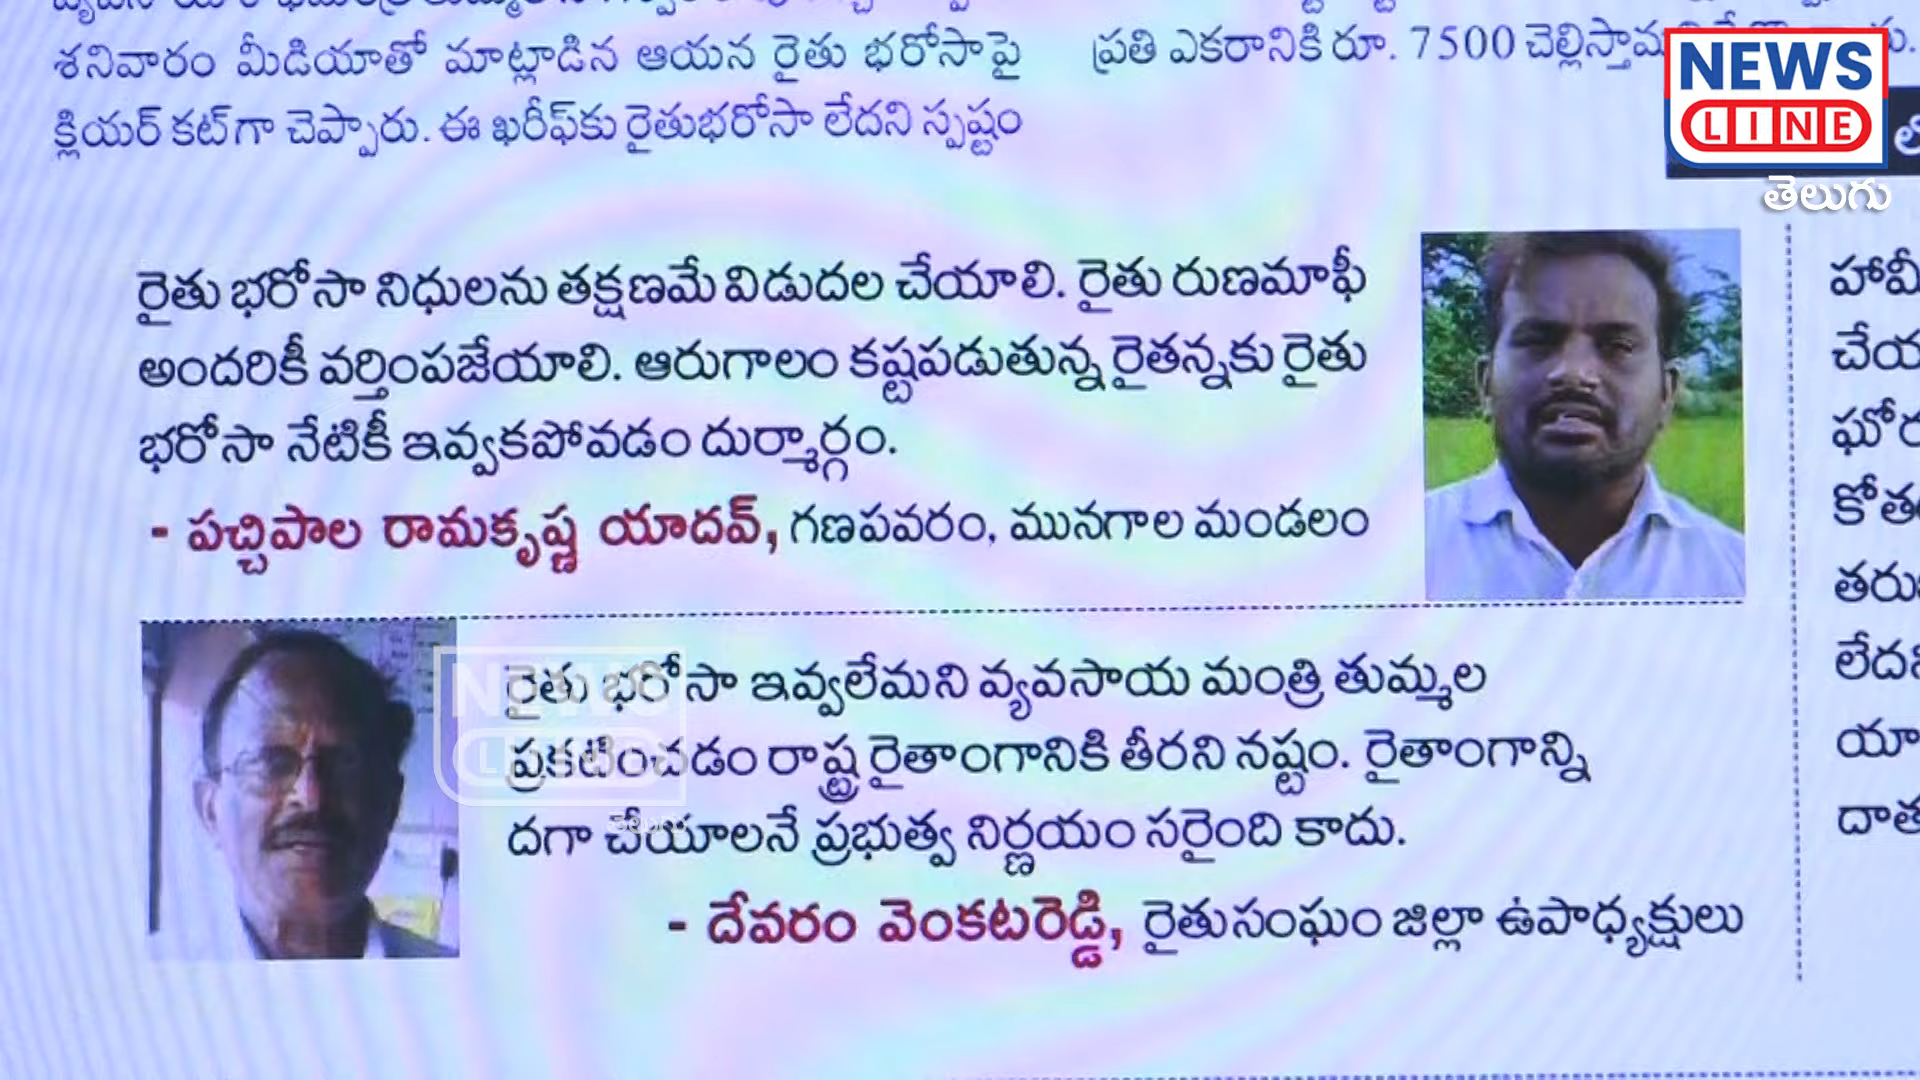 శనివారం మీడియాతో మాట్లాడిన ఆయన రైతు భరోసాపై
క్లియర్ కట్‌గా చెప్పారు. ఈ ఖరీఫ్‌కు రైతుభరోసా లేదని స్పష్టం
ప్రతి ఎకరానికి రూ. 7500
NEWS
LINE
తెలుగు
రైతు భరోసా నిధులను తక్షణమే విడుదల చేయాలి. రైతు రుణమాఫీ
అందరికీ వర్తింపజేయాలి. ఆరుగాలం కష్టపడుతున్న రైతన్నకు రైతు
భరోసా నేటికీ ఇవ్వకపోవడం దుర్మార్గం.
- పచ్చిపాల రామకృష్ణ యాదవ్, గణపవరం, మునగాల మండలం
రైతు భరోసా ఇవ్వలేమని వ్యవసాయ మంత్రి తుమ్మల
ప్రకటించడం రాష్ట్ర రైతాంగానికి తీరని నష్టం. రైతాంగాన్ని
దగా చేయాలనే ప్రభుత్వ నిర్ణయం సరైంది కాదు.
- దేవరం వెంకటరెడ్డి, రైతుసంఘం జిల్లా ఉపాధ్యక్షులు
NEWS
LINE
తెలుగు